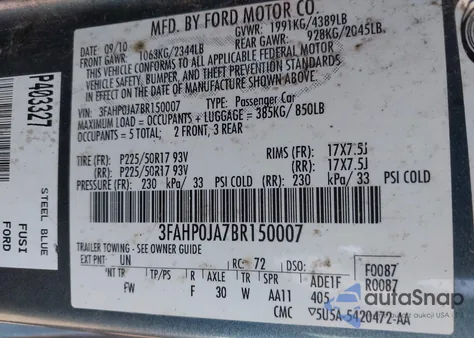 MFD. BY FORD MOTOR CO.
DATE: 09/10 GVWR: 1991KG/4389LB
FRONT GAWR: 1063KG/2344LB REAR GAWR: 928KG/2045LB
THIS VEHICLE CONFORMS TO ALL APPLICABLE FEDERAL MOTOR
VEHICLE SAFETY, BUMPER, AND THEFT PREVENTION STANDARDS
IN EFFECT ON THE DATE OF MANUFACTURE SHOWN ABOVE.
VIN: 3FAHP0JA7BR150007 TYPE: Passenger Car
MAXIMUM LOAD = OCCUPANTS + LUGGAGE = 385KG/ 850LB
OCCUPANTS = 5 TOTAL; 2 FRONT, 3 REAR
TIRE (FR): P225/50R17 93V RIMS (FR): 17X7.5J
(RR): P225/50R17 93V (RR): 17X7.5J
PRESSURE (FR): 230 kPa/ 33 PSI COLD (RR): 230 kPa/ 33 PSI COLD
3FAHP0JA7BR150007
TRAILER TOWING - SEE OWNER GUIDE
EXT PNT: UN RC: 72 DSO: F0087
INT TR TP/PS R AXLE TR SPR ADE1F R0087
FW F 30 W AA11 405
CMC 5U5A-5420472-AA
P4033327
STEEL BLUE
FUSI
FORD
autoSnap